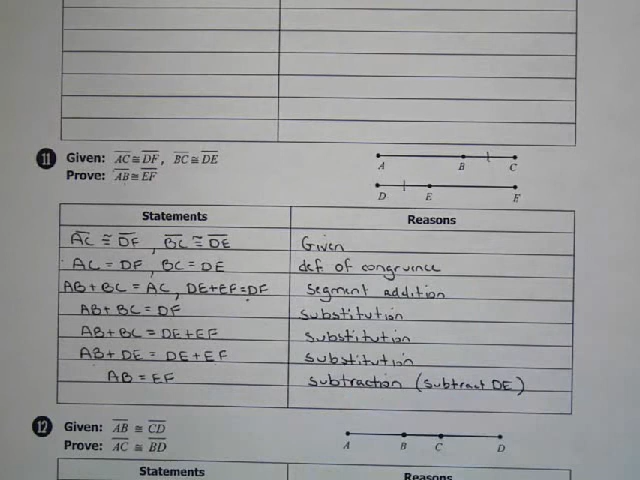 11 Given: AC ≅ DF, BC ≅ DE
Prove: AB ≅ EF
A B C
D E F
Statements Reasons
AC ≅ DF, BC ≅ DE Given
AC = DF, BC = DE def of congruence
AB + BC = AC, DE + EF = DF segment addition
AB + BC = DF substitution
AB + BC = DE + EF substitution
AB + DE = DE + EF substitution
AB = EF subtraction (subtract DE)
12 Given: AB ≅ CD
Prove: AC ≅ BD
A B C D
Statements Reasons